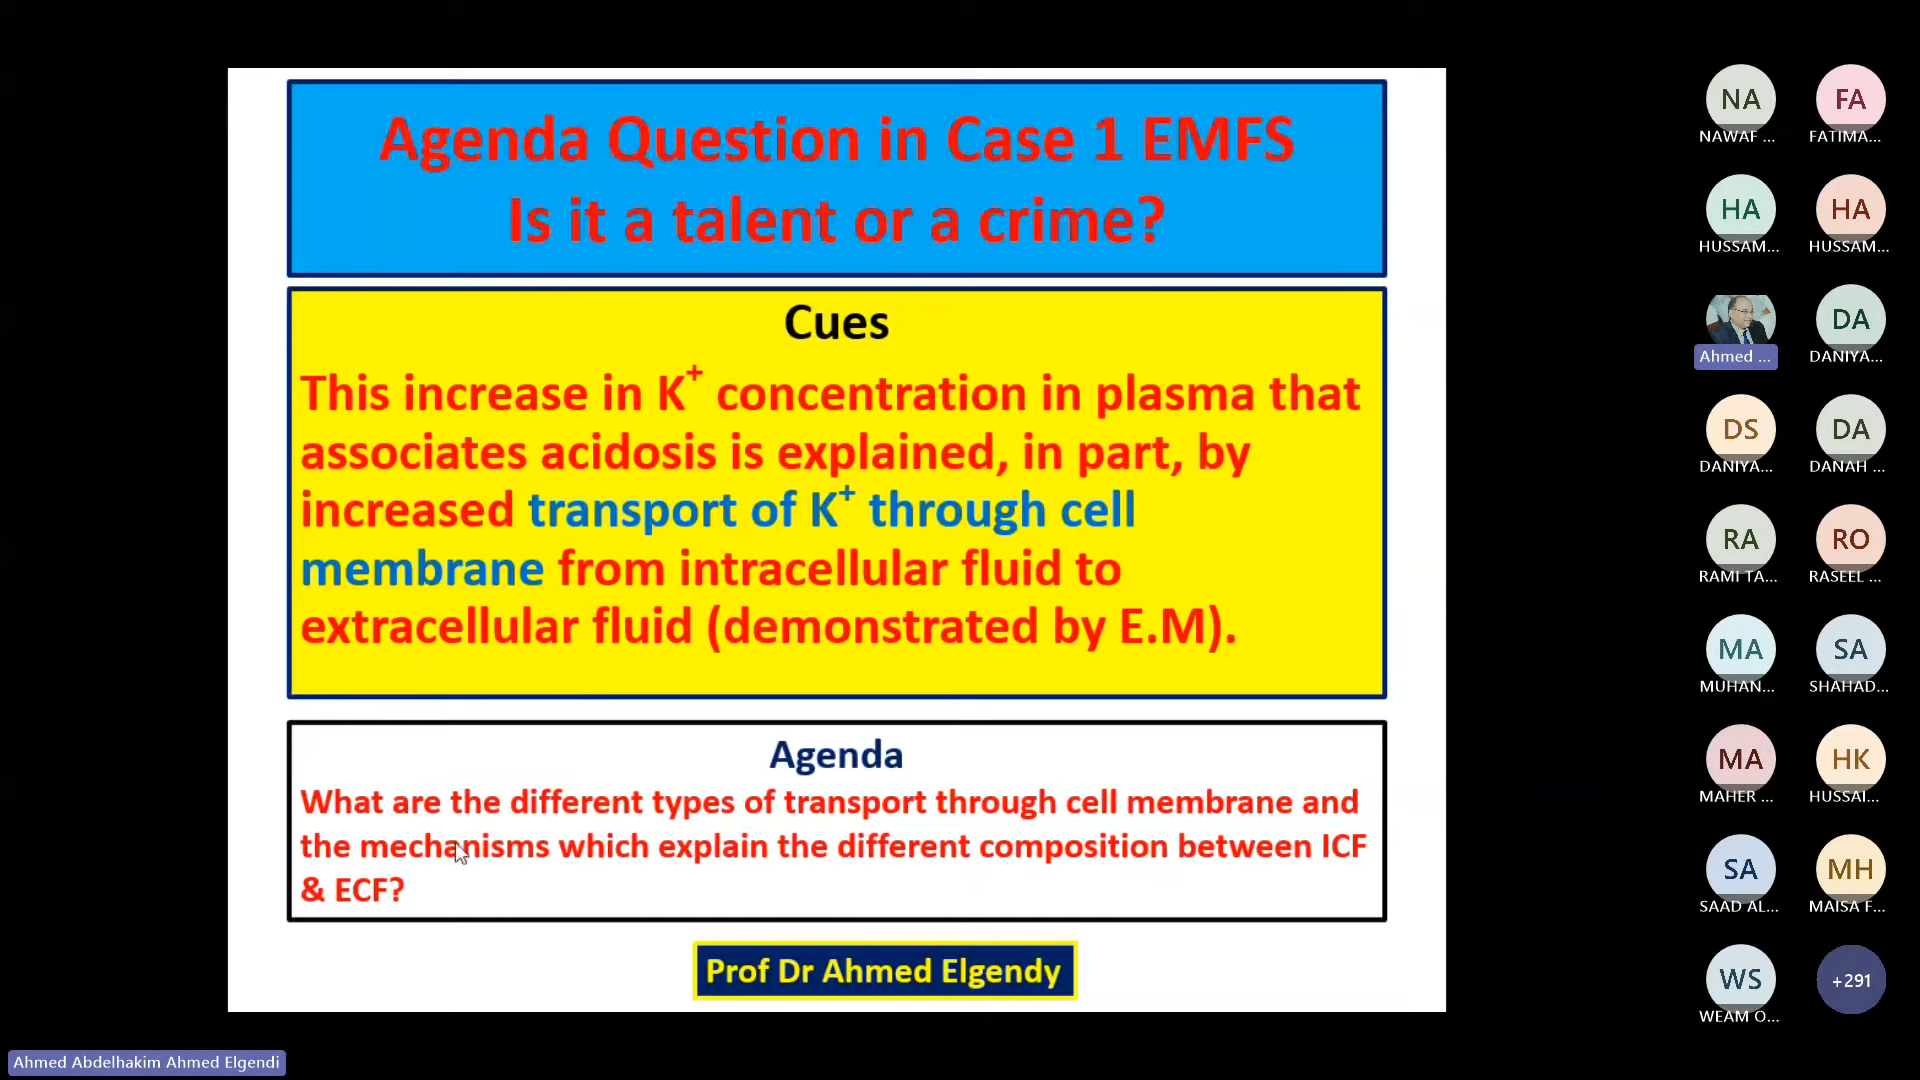 Agenda Question in Case 1 EMFS
Is it a talent or a crime?
Cues
This increase in K⁺ concentration in plasma that
associates acidosis is explained, in part, by
increased transport of K⁺ through cell
membrane from intracellular fluid to
extracellular fluid (demonstrated by E.M).
Agenda
What are the different types of transport through cell membrane and
the mechanisms which explain the different composition between ICF
& ECF?
Prof Dr Ahmed Elgendy
Ahmed Abdelhakim Ahmed Elgendi
NA
NAWAF ...
FA
FATIMA...
HA
HUSSAM...
HA
HUSSAM...
Ahmed ...
DA
DANIYA...
DS
DANIYA...
DA
DANAH ...
RA
RAMI TA...
RO
RASEEL ...
MA
MUHAN...
SA
SHAHAD...
MA
MAHER ...
HK
HUSSAI...
SA
SAAD AL...
MH
MAISA F...
WS
WEAM O...
+291